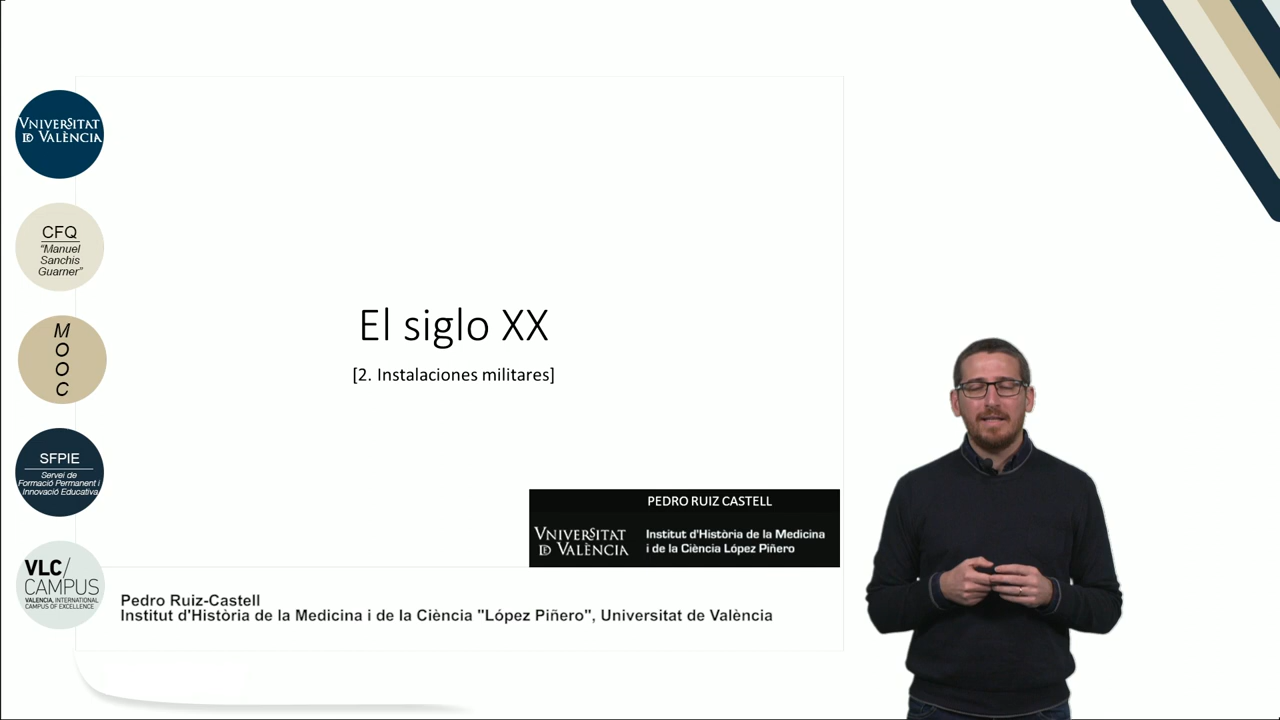 VNIVERSITAT
DE VALÈNCIA
CFQ
"Manuel
Sanchis
Guarner"
M
O
O
C
SFPIE
Servei de
Formació Permanent i
Innovació Educativa
VLC/
CAMPUS
VALENCIA, INTERNATIONAL
CAMPUS OF EXCELLENCE
El siglo XX
[2. Instalaciones militares]
PEDRO RUIZ CASTELL
VNIVERSITAT
DE VALÈNCIA
Institut d'Història de la Medicina
i de la Ciència López Piñero
Pedro Ruiz-Castell
Institut d'Història de la Medicina i de la Ciència "López Piñero", Universitat de València